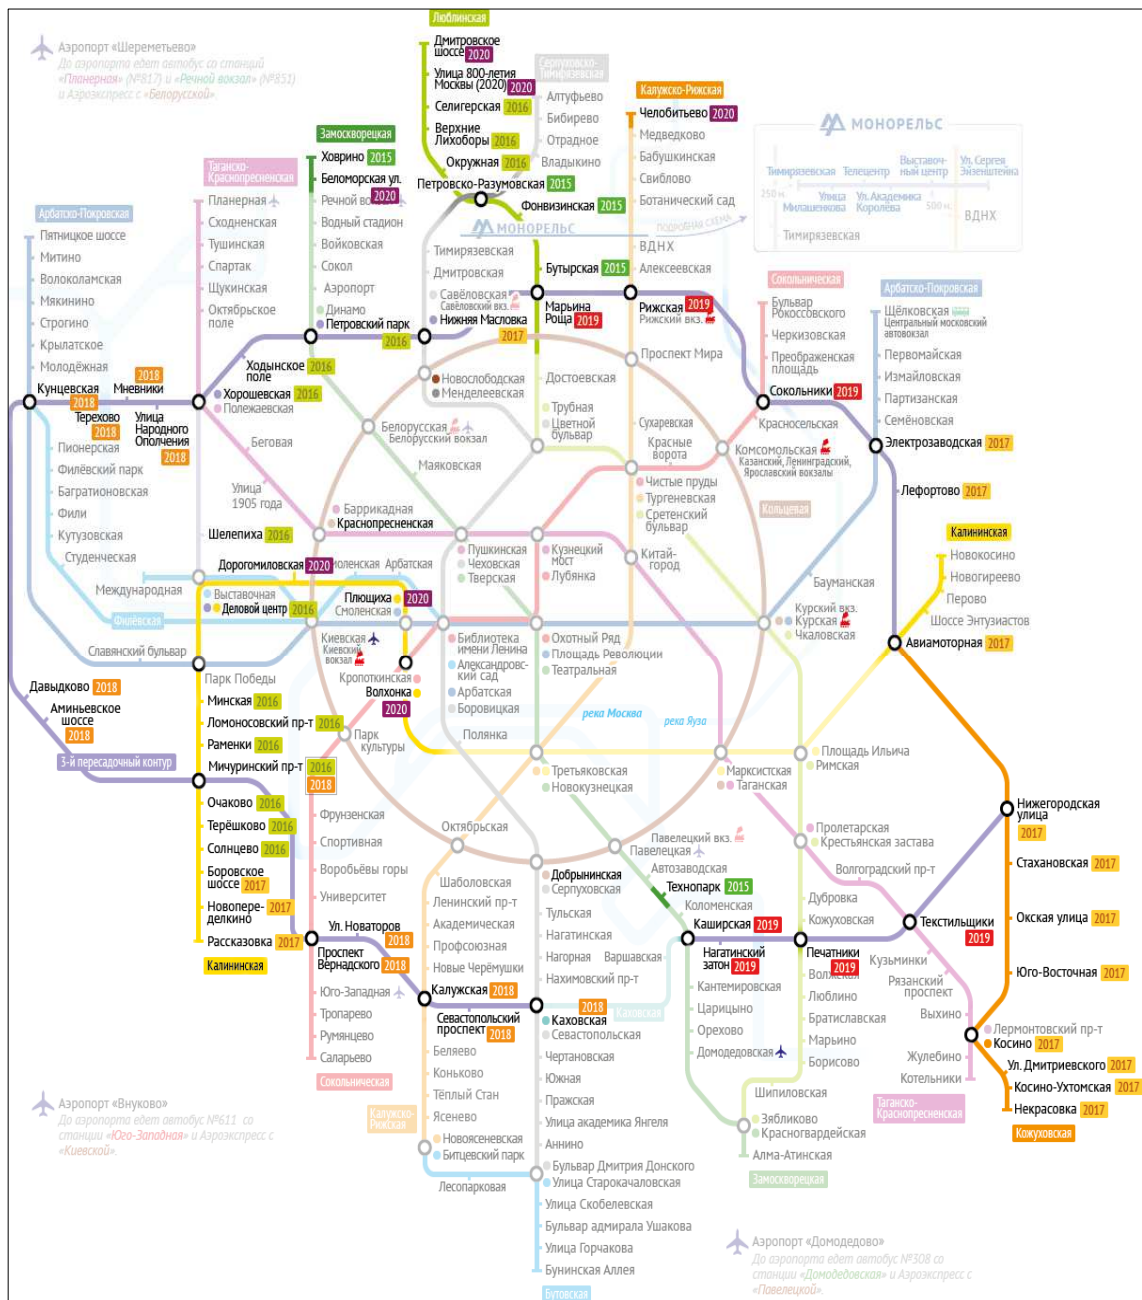 Аэропорт «Шереметьево»
До аэропорта едет автобус со станций
«Планерная» (№817) и «Речной вокзал» (№851)
и Аэроэкспресс с «Белорусской».
Люблинская
Дмитровское
шоссе 2020
Улица 800-летия
Москвы (2020) 2020
Селигерская 2016
Верхние
Лихоборы 2016
Окружная 2016
Петровско-Разумовская 2015
Фонвизинская 2015
Бутырская 2015
Марьина
Роща 2019
Достоевская
Трубная
Цветной
бульвар
Серпуховско-
Тимирязевская
Алтуфьево
Бибирево
Отрадное
Владыкино
Калужско-Рижская
Челобитьево 2020
Медведково
Бабушкинская
Свиблово
Ботанический сад
ВДНХ
Алексеевская
Рижская 2019
Рижский вкз.
Проспект Мира
Сухаревская
МОНОРЕЛЬС
Тимирязевская
Телецентр
Выставоч-
ный центр
Ул. Сергея
Эйзенштейна
250 м.
Улица
Милашенкова
Ул. Академика
Королёва
500 м.
ВДНХ
Тимирязевская
МОНОРЕЛЬС
ПОДРОБНАЯ СХЕМА
Замоскворецкая
Ховрино 2015
Беломорская ул.
2020
Речной во
Водный стадион
Войковская
Сокол
Аэропорт
Динамо
Петровский парк
2016
Таганско-
Краснопресненская
Планерная
Сходненская
Тушинская
Спартак
Щукинская
Октябрьское
поле
Арбатско-Покровская
Пятницкое шоссе
Митино
Волоколамская
Мякинино
Строгино
Крылатское
Молодёжная
Кунцевская
2018
Мневники
2018
Терехово
2018
Улица
Народного
Ополчения
2018
Ходынское
поле 2016
Хорошевская 2016
Полежаевская
Беговая
Улица
1905 года
Тимирязевская
Дмитровская
Савёловская
Савёловский вкз.
Нижняя Масловка
2017
Новослободская
Менделеевская
Белорусская
Белорусский вокзал
Маяковская
Сокольническая
Бульвар
Рокоссовского
Черкизовская
Преображенская
площадь
Сокольники 2019
Красносельская
Красные
ворота
Комсомольская
Казанский, Ленинградский,
Ярославский вокзалы
Арбатско-Покровская
Щёлковская
Центральный московский
автовокзал
Первомайская
Измайловская
Партизанская
Семёновская
Электрозаводская 2017
Лефортово 2017
Бауманская
Пионерская
Филёвский парк
Багратионовская
Фили
Кутузовская
Студенческая
Международная
Филёвская
Шелепиха 2016
Баррикадная
Краснопресненская
Чистые пруды
Тургеневская
Сретенский
бульвар
Кольцевая
Китай-
город
Пушкинская
Чеховская
Тверская
Кузнецкий
мост
Лубянка
Калининская
Новокосино
Новогиреево
Перово
Шоссе Энтузиастов
Авиамоторная 2017
Дорогомиловская 2020
моленская
Арбатская
Выставочная
Деловой центр 2016
Плющиха 2020
Смоленская
Киевская
Киевский
вокзал
Курский вкз.
Курская
Чкаловская
Библиотека
имени Ленина
Александровс-
кий сад
Арбатская
Боровицкая
Охотный Ряд
Площадь Революции
Театральная
Славянский бульвар
Кропоткинская
Волхонка
2020
Парк
культуры
Полянка
река Москва
река Яуза
Парк Победы
Минская 2016
Ломоносовский пр-т 2016
Раменки 2016
Мичуринский пр-т 2016
2018
Давыдково 2018
Аминьевское
шоссе
2018
3-й пересадочный контур
Очаково 2016
Терёшково 2016
Солнцево 2016
Боровское
шоссе 2017
Новопере-
делкино 2017
Рассказовка 2017
Калининская
Третьяковская
Новокузнецкая
Марксистская
Таганская
Площадь Ильича
Римская
Пролетарская
Крестьянская застава
Волгоградский пр-т
Нижегородская
улица
2017
Стахановская 2017
Окская улица 2017
Юго-Восточная 2017
Текстильщики
2019
Фрунзенская
Спортивная
Воробьёвы горы
Университет
Ул. Новаторов
2018
Проспект
Вернадского 2018
Юго-Западная
Тропарево
Румянцево
Саларьево
Сокольническая
Октябрьская
Шаболовская
Ленинский пр-т
Академическая
Профсоюзная
Новые Черёмушки
Калужская 2018
Севастопольский
проспект 2018
Беляево
Коньково
Тёплый Стан
Ясенево
Калужско-
Рижская
Новоясеневская
Битцевский парк
Лесопарковая
Добрынинская
Серпуховская
Тульская
Нагатинская
Нагорная
Нахимовский пр-т
2018
Каховская
Севастопольская
Чертановская
Южная
Пражская
Улица академика Янгеля
Аннино
Бульвар Дмитрия Донского
Улица Старокачаловская
Улица Скобелевская
Бульвар адмирала Ушакова
Улица Горчакова
Бунинская Аллея
Бутовская
Павелецкий вкз.
Павелецкая
Автозаводская
Технопарк 2015
Коломенская
Каширская 2019
Варшавская
Каховская
Нагатинский
затон 2019
Кантемировская
Царицыно
Орехово
Домодедовская
Дубровка
Кожуховская
Печатники
2019
Волжская
Люблино
Братиславская
Марьино
Борисово
Шипиловская
Зябликово
Красногвардейская
Алма-Атинская
Замоскворецкая
Кузьминки
Рязанский
проспект
Выхино
Лермонтовский пр-т
Косино 2017
Жулебино
Котельники
Таганско-
Краснопресненская
Ул. Дмитриевского 2017
Косино-Ухтомская 2017
Некрасовка 2017
Кожуховская
Аэропорт «Внуково»
До аэропорта едет автобус №611 со
станции «Юго-Западная» и Аэроэкспресс с
«Киевской».
Аэропорт «Домодедово»
До аэропорта едет автобус №308 со
станции «Домодедовская» и Аэроэкспресс с
«Павелецкой».